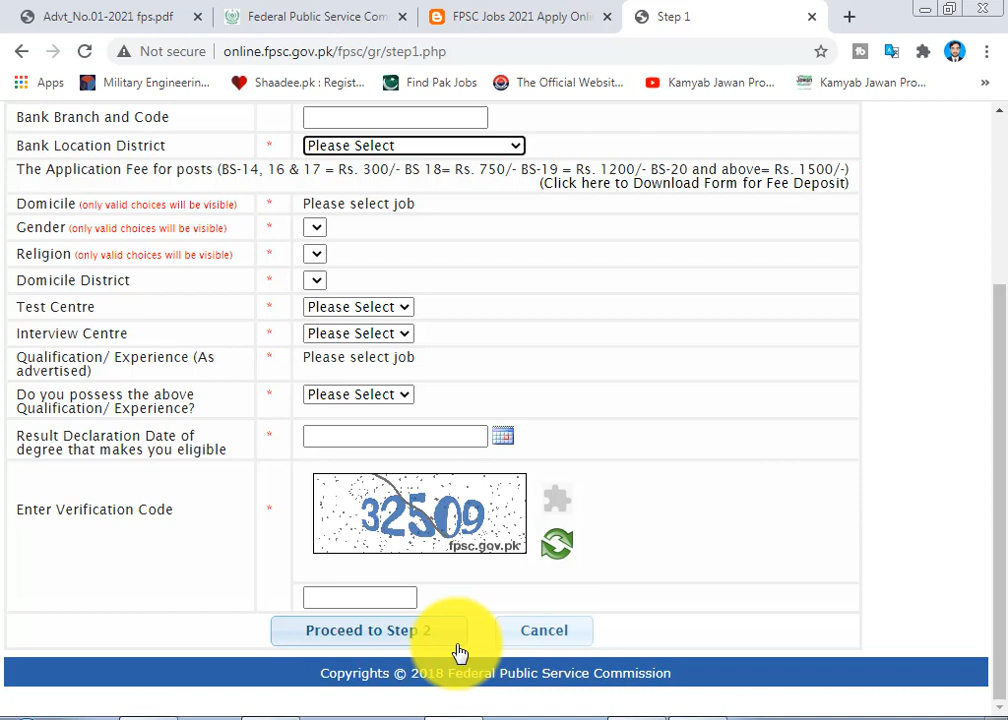 Advt_No.01-2021 fps.pdf
Federal Public Service Com
FPSC Jobs 2021 Apply Onli
Step 1
Not secure online.fpsc.gov.pk/fpsc/gr/step1.php
Apps Military Engineerin... Shaadee.pk : Regist... Find Pak Jobs The Official Websit... Kamyab Jawan Pro... Kamyab Jawan Pro... »
Bank Branch and Code
Bank Location District * Please Select
The Application Fee for posts (BS-14, 16 & 17 = Rs. 300/- BS 18= Rs. 750/- BS-19 = Rs. 1200/- BS-20 and above= Rs. 1500/-)
(Click here to Download Form for Fee Deposit)
Domicile (only valid choices will be visible) * Please select job
Gender (only valid choices will be visible) *
Religion (only valid choices will be visible) *
Domicile District *
Test Centre * Please Select
Interview Centre * Please Select
Qualification/ Experience (As
advertised) * Please select job
Do you possess the above
Qualification/ Experience? * Please Select
Result Declaration Date of
degree that makes you eligible *
Enter Verification Code *
32509
fpsc.gov.pk
Proceed to Step 2 Cancel
Copyrights © 2018 Federal Public Service Commission